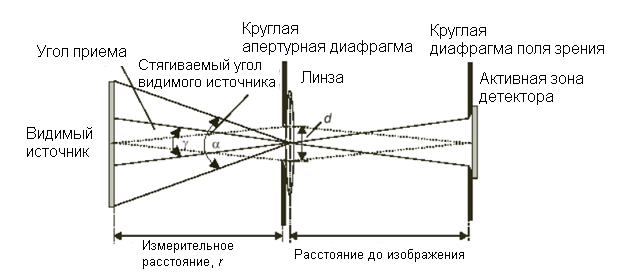 Круглая
апертурная диафрагма
Круглая
диафрагма поля зрения
Угол приема
Стягиваемый угол
видимого источника
Линза
Активная зона
детектора
Видимый
источник
γ
α
d
Измерительное
расстояние, r
Расстояние до изображения